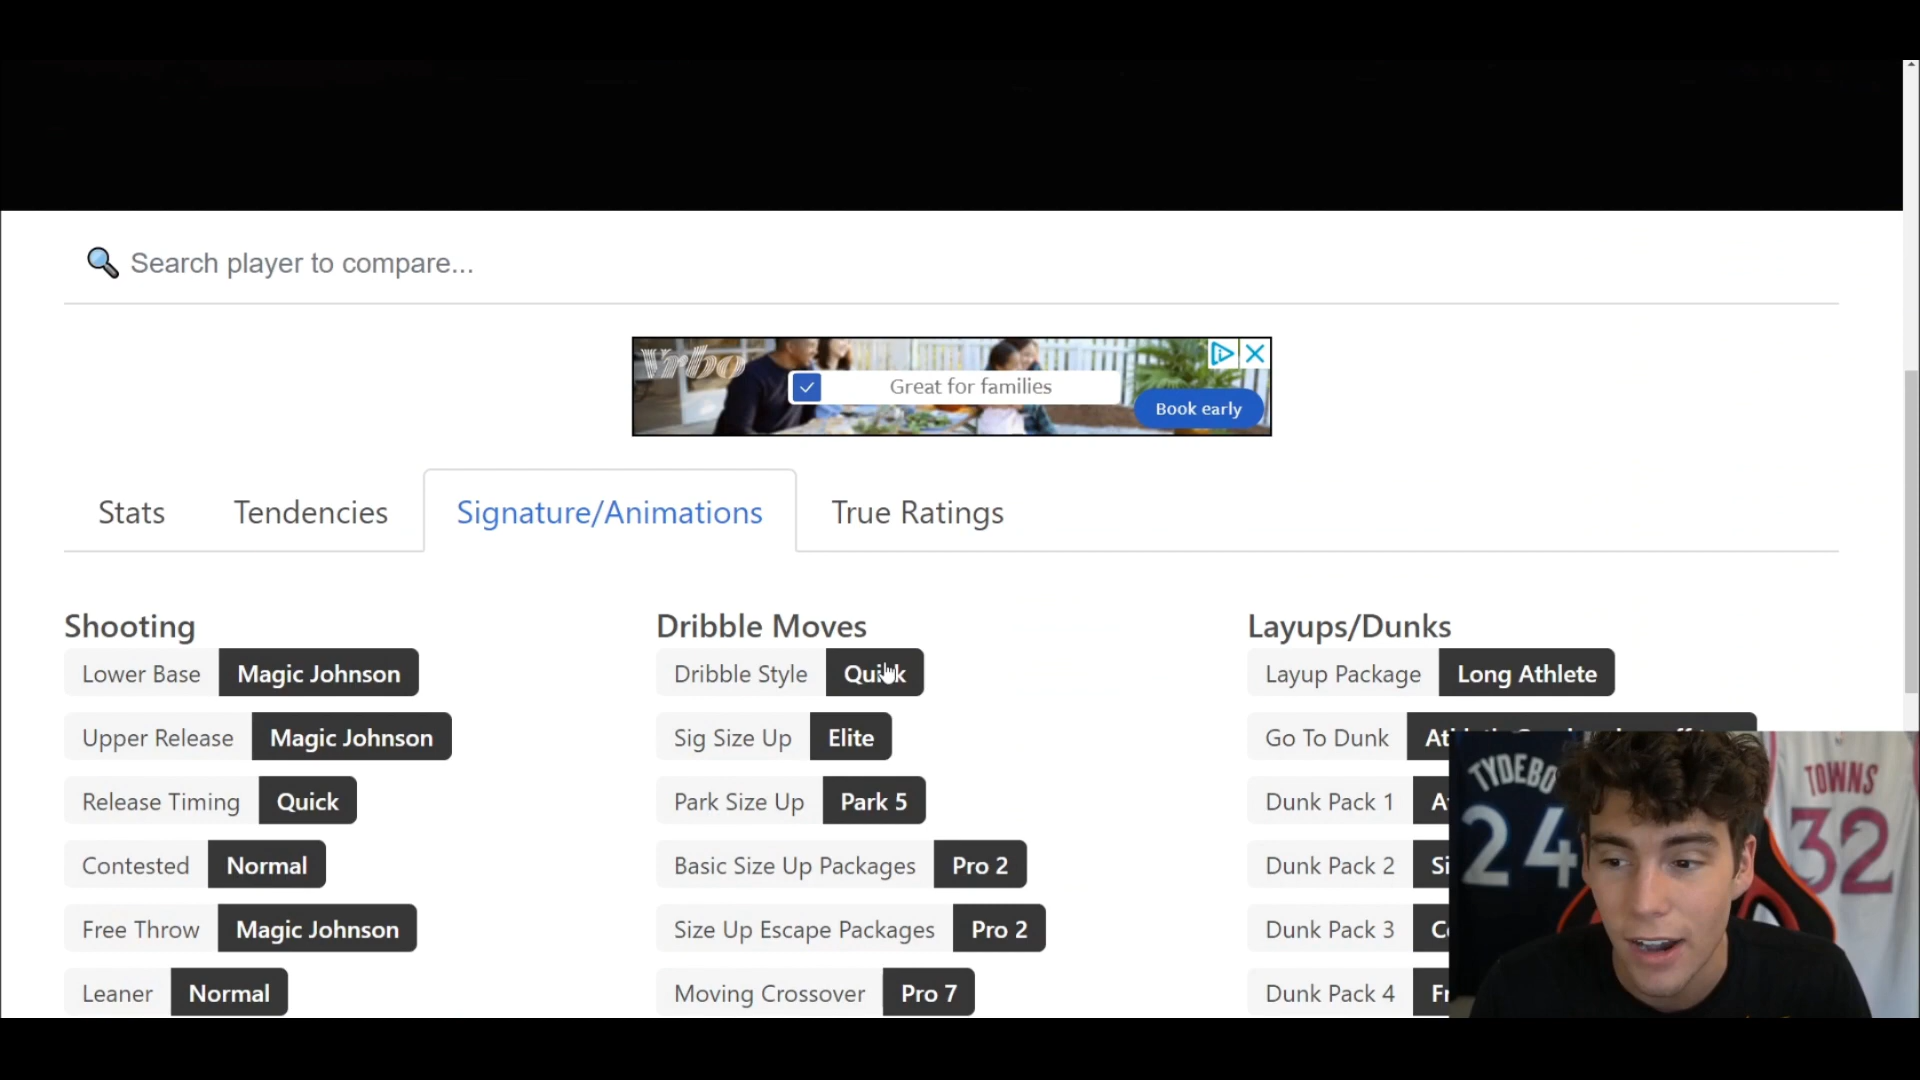 🔍 Search player to compare...
Vrbo
Great for families
Book early
Stats Tendencies Signature/Animations True Ratings
Shooting Dribble Moves Layups/Dunks
Lower Base Magic Johnson Dribble Style Quick Layup Package Long Athlete
Upper Release Magic Johnson Sig Size Up Elite Go To Dunk
Release Timing Quick Park Size Up Park 5 Dunk Pack 1
Contested Normal Basic Size Up Packages Pro 2 Dunk Pack 2
Free Throw Magic Johnson Size Up Escape Packages Pro 2 Dunk Pack 3
Leaner Normal Moving Crossover Pro 7 Dunk Pack 4
24
TOWNS
32